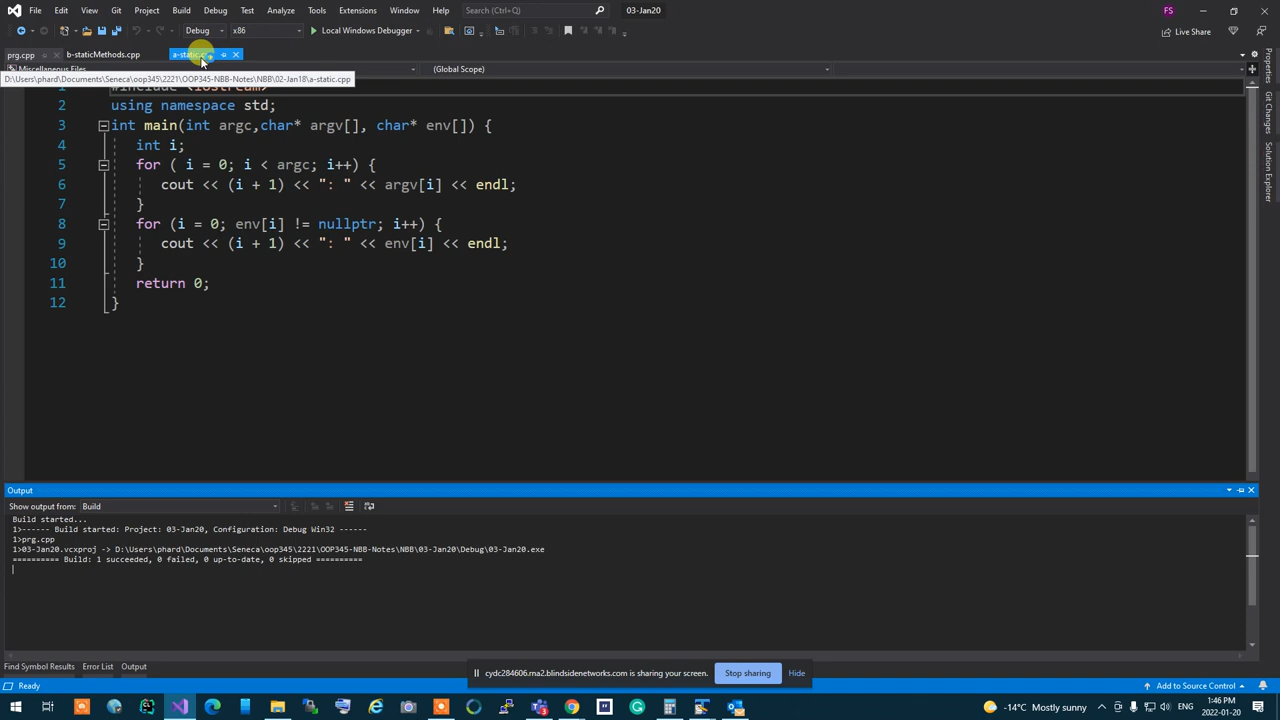 File Edit View Git Project Build Debug Test Analyze Tools Extensions Window Help Search (Ctrl+Q) 03-Jan20 FS
Debug x86 Local Windows Debugger Live Share
prg.cpp b-staticMethods.cpp a-static.c
Miscellaneous Files (Global Scope)
D:\Users\phard\Documents\Seneca\oop345\2221\OOP345-NBB-Notes\NBB\02-Jan18\a-static.cpp
1 #include <iostream>
2 using namespace std;
3 int main(int argc,char* argv[], char* env[]) {
4 int i;
5 for ( i = 0; i < argc; i++) {
6 cout << (i + 1) << ": " << argv[i] << endl;
7 }
8 for (i = 0; env[i] != nullptr; i++) {
9 cout << (i + 1) << ": " << env[i] << endl;
10 }
11 return 0;
12 }
Properties
Git Changes
Solution Explorer
Output
Show output from: Build
Build started...
1>------ Build started: Project: 03-Jan20, Configuration: Debug Win32 ------
1>prg.cpp
1>03-Jan20.vcxproj -> D:\Users\phard\Documents\Seneca\oop345\2221\OOP345-NBB-Notes\NBB\03-Jan20\Debug\03-Jan20.exe
========== Build: 1 succeeded, 0 failed, 0 up-to-date, 0 skipped ==========
Find Symbol Results Error List Output
cydc284606.rna2.blindsidenetworks.com is sharing your screen. Stop sharing Hide
Ready Add to Source Control
-14°C Mostly sunny ENG 1:46 PM
2022-01-20